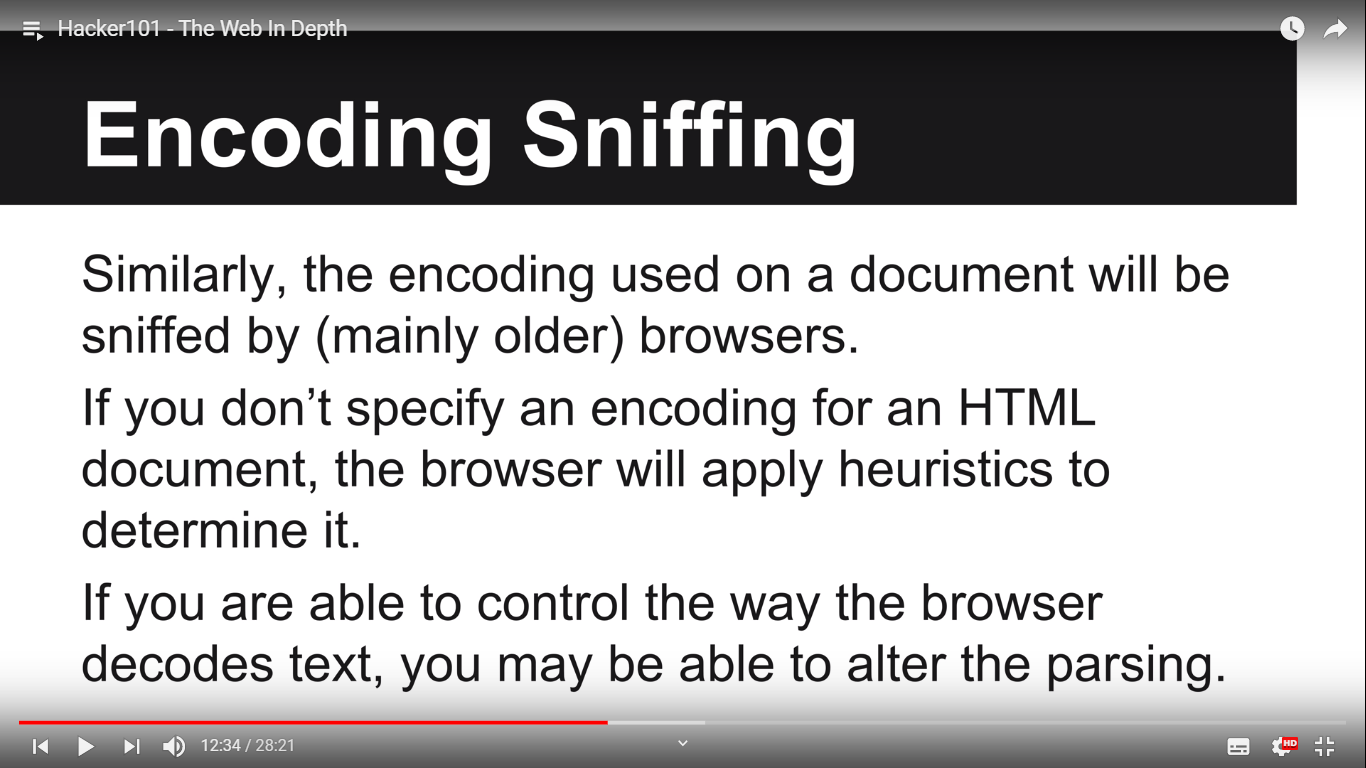 Hacker101 - The Web In Depth
Encoding Sniffing
Similarly, the encoding used on a document will be
sniffed by (mainly older) browsers.
If you don’t specify an encoding for an HTML
document, the browser will apply heuristics to
determine it.
If you are able to control the way the browser
decodes text, you may be able to alter the parsing.
12:34 / 28:21
HD